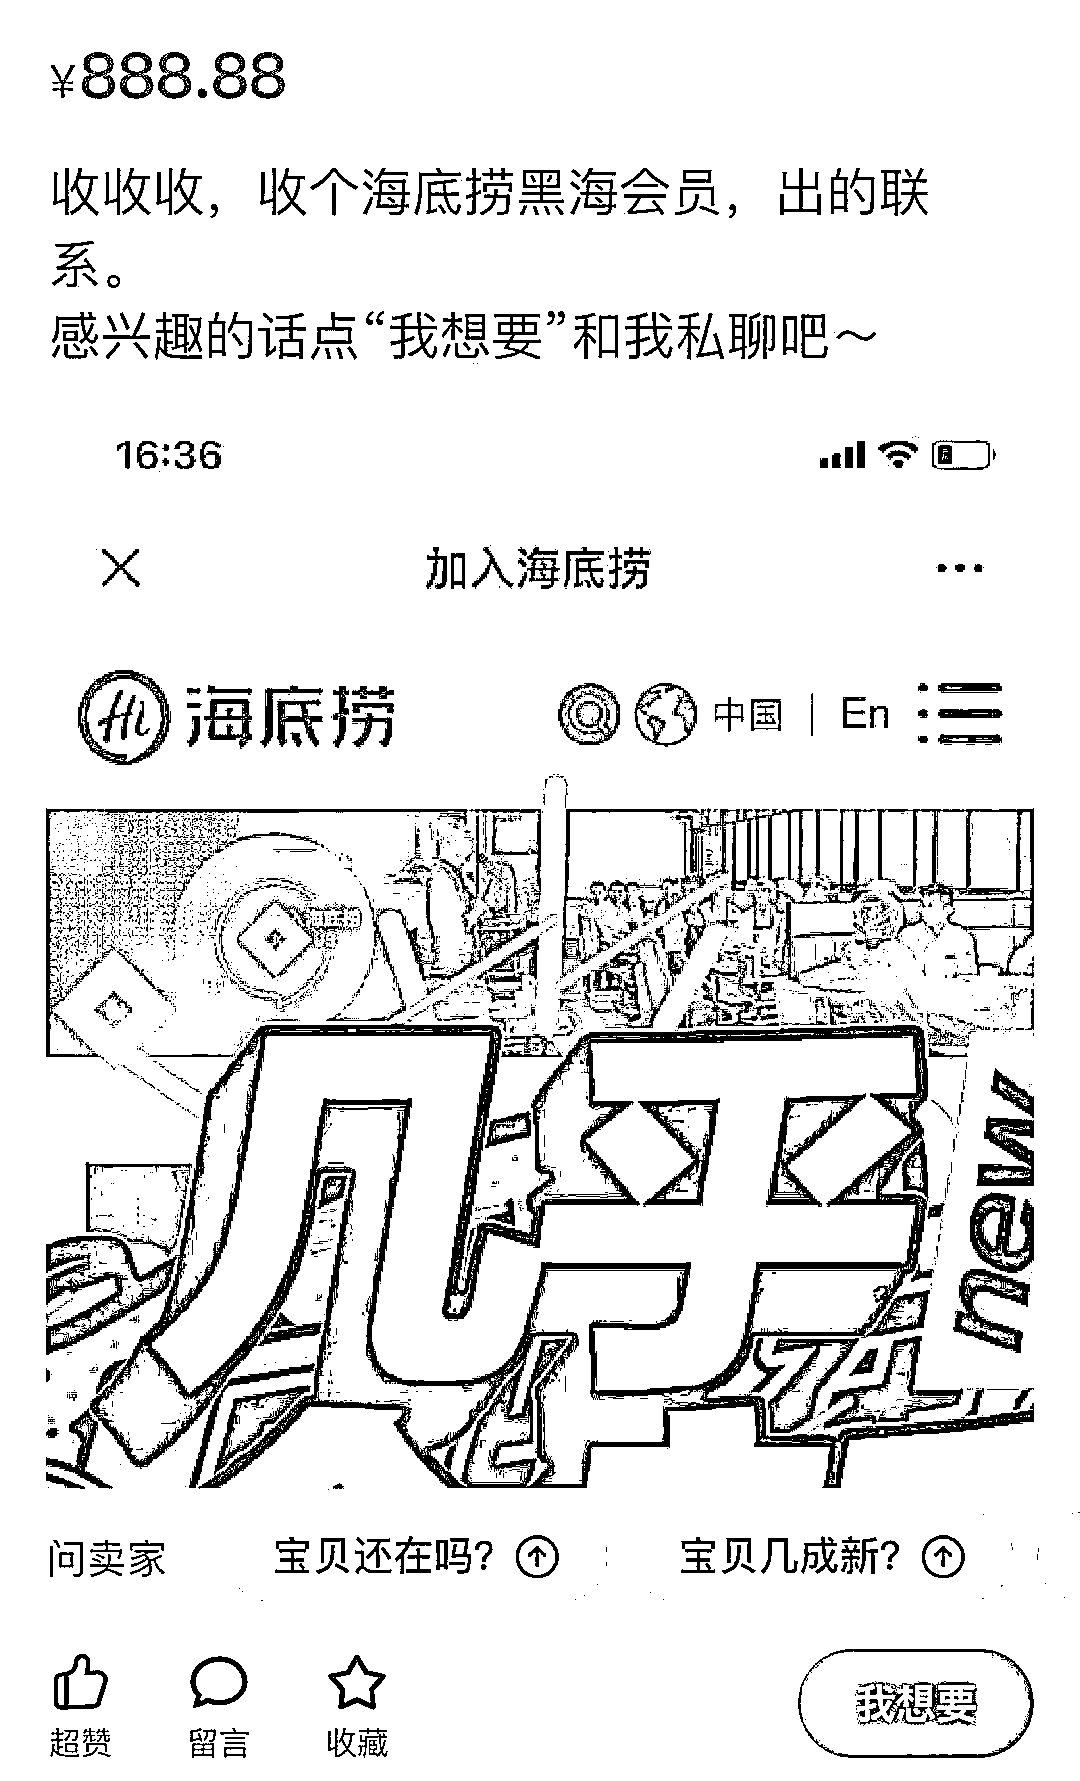 ¥888.88
收收收，收个海底捞黑海会员，出的联
系。
感兴趣的话点“我想要”和我私聊吧～
16:36
加入海底捞
Hi 海底捞
中国 | En
new
问卖家
宝贝还在吗？
宝贝几成新？
超赞
留言
收藏
我想要